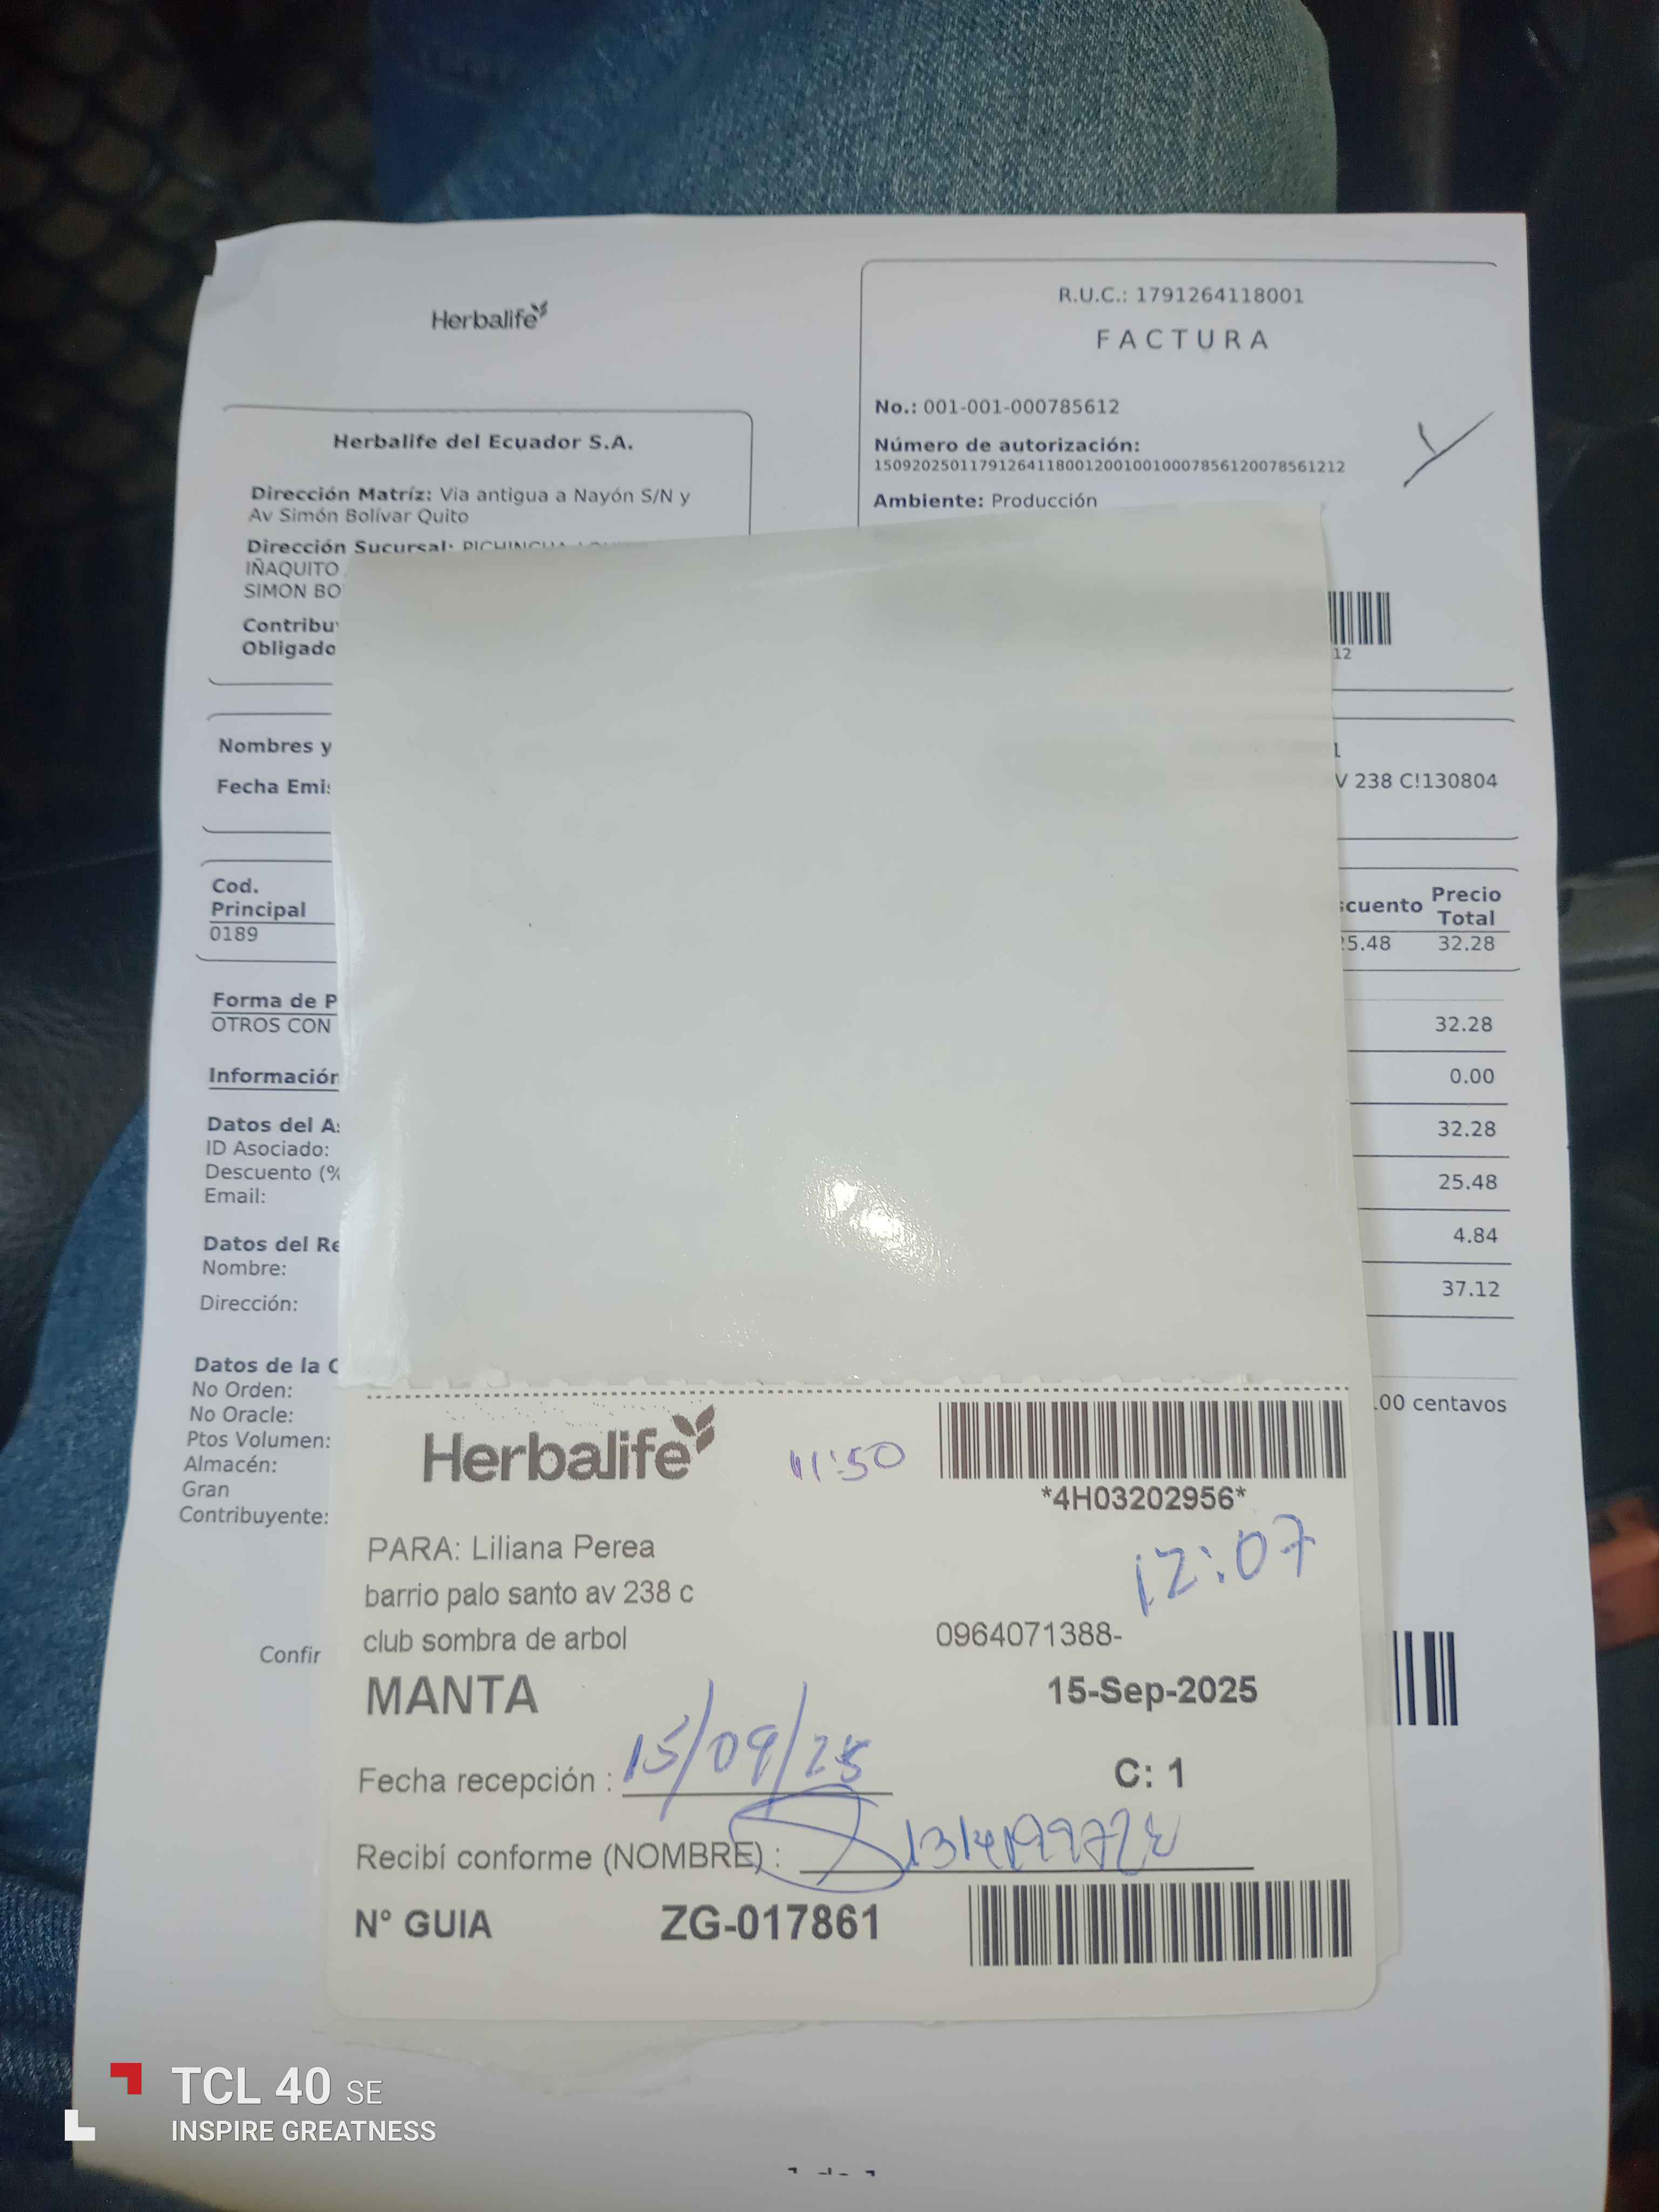 Herbalife
R.U.C.: 1791264118001
FACTURA
No.: 001-001-000785612
Número de autorización:
1509202501179126411800120010010007856120078561212
Ambiente: Producción
Herbalife del Ecuador S.A.
Dirección Matríz: Via antigua a Nayón S/N y
Av Simón Bolívar Quito
Dirección Sucursal:
IÑAQUITO
SIMON BO
Contribu
Obligado
12
Nombres y
Fecha Emi
1
V 238 C!130804
Cod.
Principal
0189
cuento
Precio
Total
5.48 32.28
Forma de P
OTROS CON
Información
32.28
0.00
32.28
25.48
4.84
37.12
Datos del A
ID Asociado:
Descuento (%
Email:
Datos del Re
Nombre:
Dirección:
Datos de la
No Orden:
No Oracle:
Ptos Volumen:
Almacén:
Gran
Contribuyente:
.00 centavos
Confir
Herbalife
11:50
*4H03202956*
12:07
PARA: Liliana Perea
barrio palo santo av 238 c
club sombra de arbol
0964071388-
MANTA
15-Sep-2025
Fecha recepción : 15/09/25
C: 1
Recibí conforme (NOMBRE) :
N° GUIA ZG-017861
TCL 40 SE
INSPIRE GREATNESS